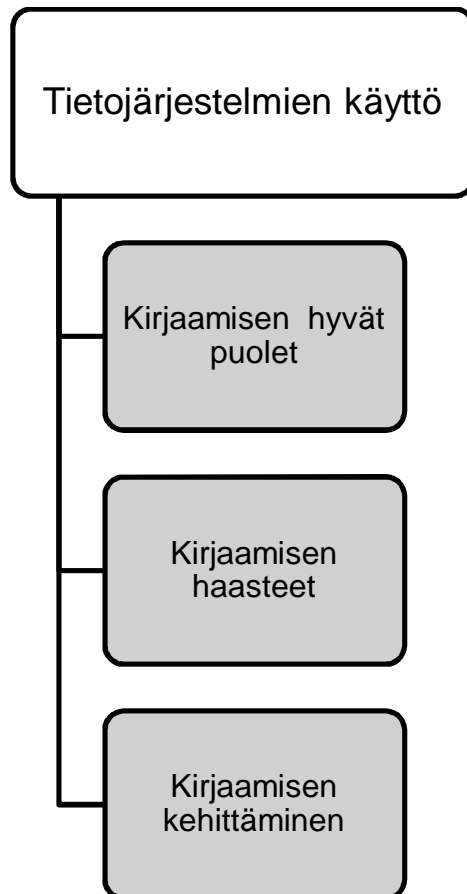 Tietojärjestelmien käyttö
Kirjaamisen hyvät
puolet
Kirjaamisen
haasteet
Kirjaamisen
kehittäminen